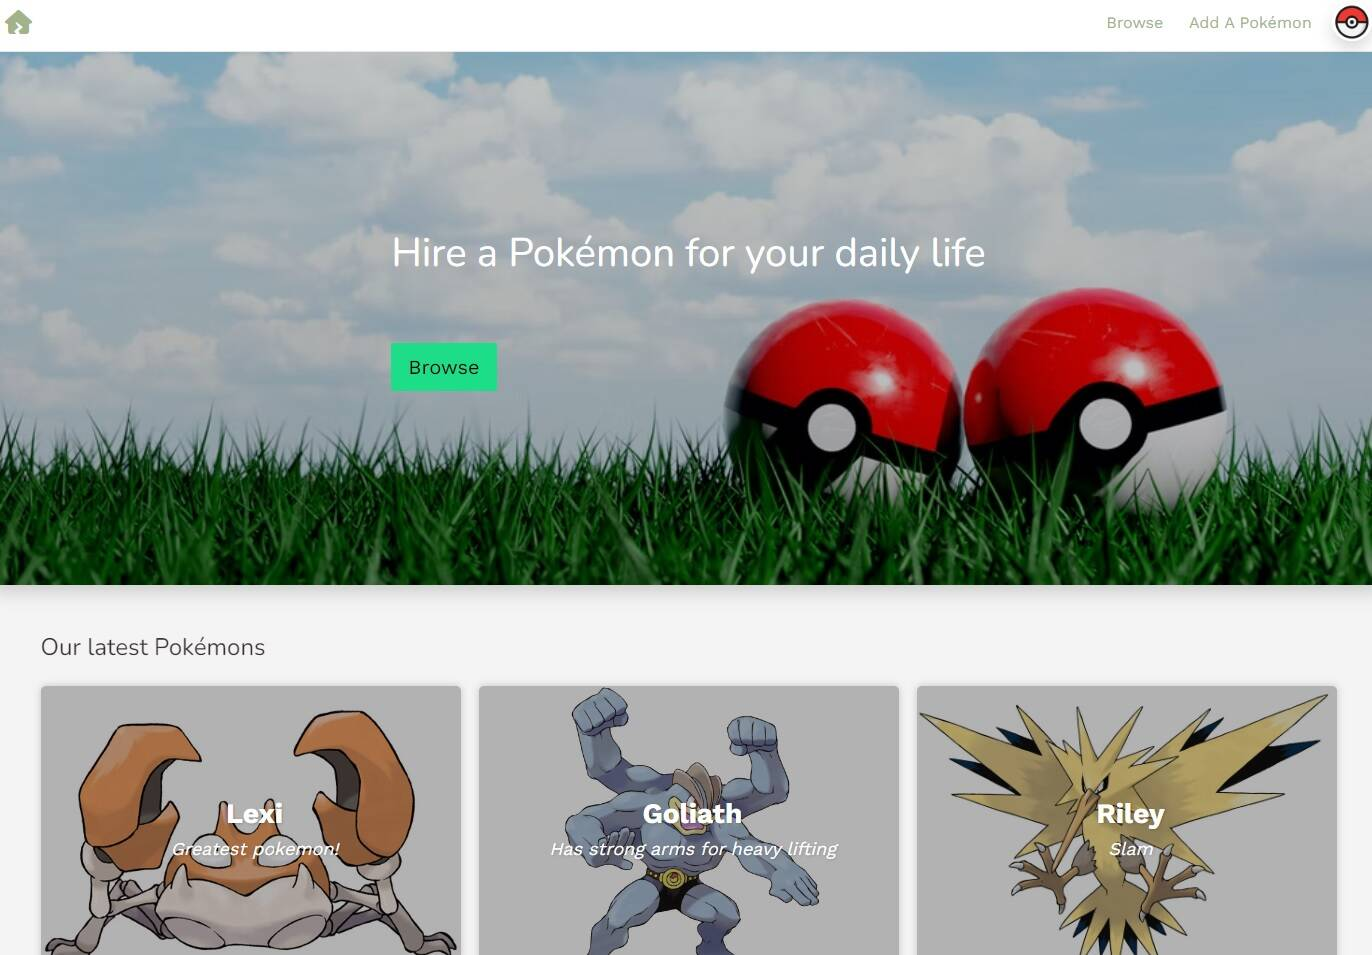 Browse
Add A Pokémon
Hire a Pokémon for your daily life
Browse
Our latest Pokémons
Lexi
Greatest pokemon!
Goliath
Has strong arms for heavy lifting
Riley
Slam